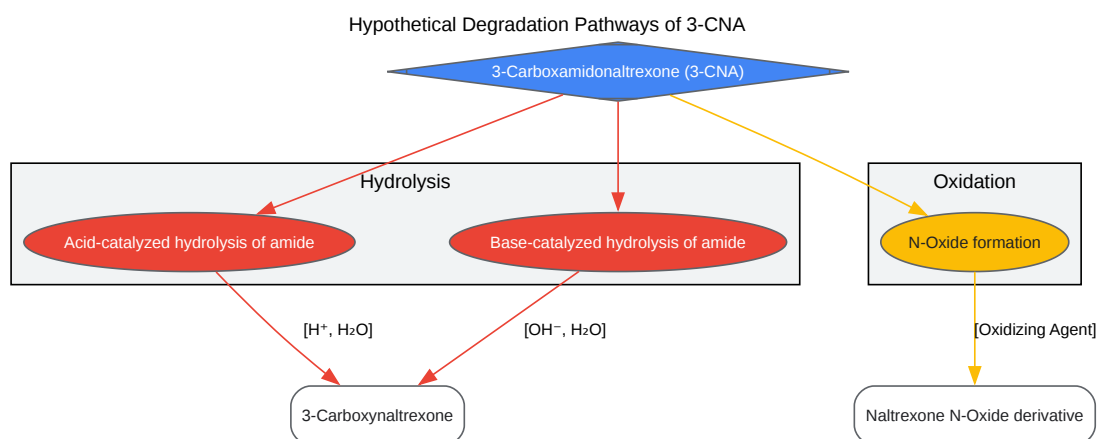 Hypothetical Degradation Pathways of 3-CNA
3-Carboxamidonaltrexone (3-CNA)
Hydrolysis
Oxidation
Acid-catalyzed hydrolysis of amide
Base-catalyzed hydrolysis of amide
N-Oxide formation
[H⁺, H₂O]
[OH⁻, H₂O]
[Oxidizing Agent]
3-Carboxynaltrexone
Naltrexone N-Oxide derivative